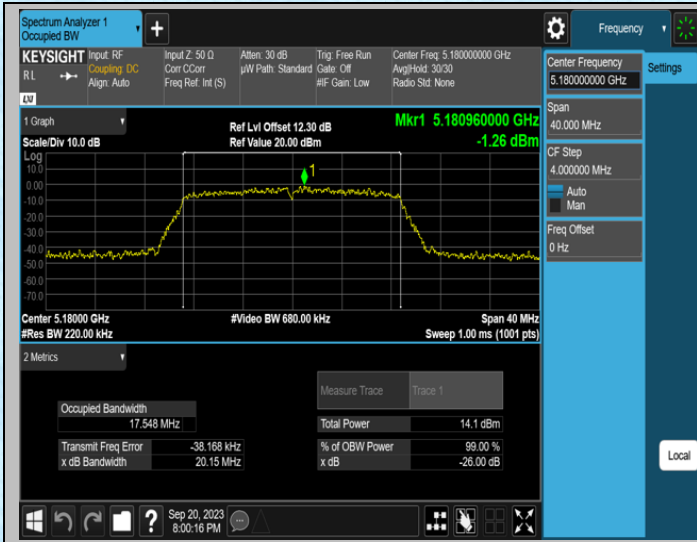 Spectrum Analyzer 1
Occupied BW
+
Frequency
KEYSIGHT
RL
LXI
Input: RF
Coupling: DC
Align: Auto
Input Z: 50 Ω
Corr CCorr
Freq Ref: Int (S)
Atten: 30 dB
µW Path: Standard
Trig: Free Run
Gate: Off
#IF Gain: Low
Center Freq: 5.180000000 GHz
Avg|Hold: 30/30
Radio Std: None
Center Frequency
5.180000000 GHz
Settings
Span
40.000 MHz
CF Step
4.000000 MHz
Auto
Man
Freq Offset
0 Hz
Local
1 Graph
Scale/Div 10.0 dB
Ref Lvl Offset 12.30 dB
Ref Value 20.00 dBm
Mkr1 5.180960000 GHz
-1.26 dBm
Log
10.0
0.00
-10.0
-20.0
-30.0
-40.0
-50.0
-60.0
-70.0
1
Center 5.18000 GHz
#Res BW 220.00 kHz
#Video BW 680.00 kHz
Span 40 MHz
Sweep 1.00 ms (1001 pts)
2 Metrics
Measure Trace Trace 1
Occupied Bandwidth
17.548 MHz
Total Power 14.1 dBm
Transmit Freq Error -38.168 kHz
% of OBW Power 99.00 %
x dB Bandwidth 20.15 MHz
x dB -26.00 dB
?
Sep 20, 2023
8:00:16 PM